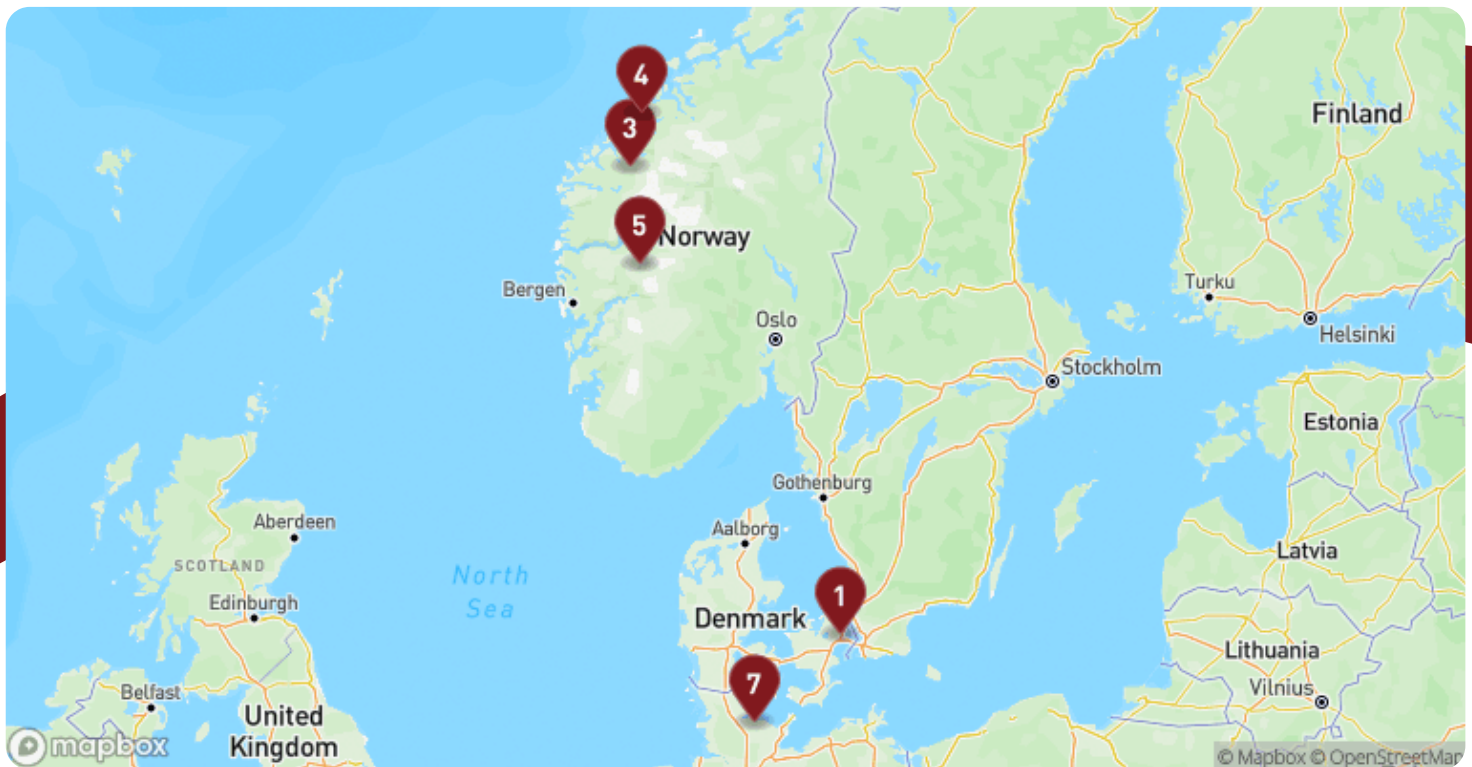 4
Finland
3
5
Norway
Turku
Bergen
Oslo
Helsinki
Stockholm
Estonia
Gothenburg
Aberdeen
Aalborg
Latvia
SCOTLAND
North
Sea
Edinburgh
1
Denmark
Lithuania
7
Vilnius
Belfast
United
Kingdom
mapbox
© Mapbox © OpenStreetMap